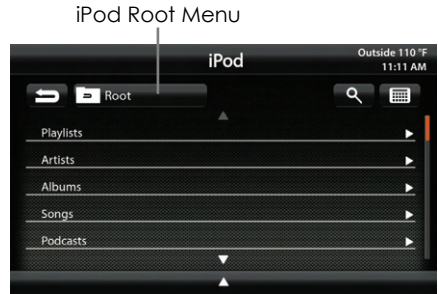 iPod Root Menu
iPod
Outside 110 °F
11:11 AM
Root
Playlists
Artists
Albums
Songs
Podcasts